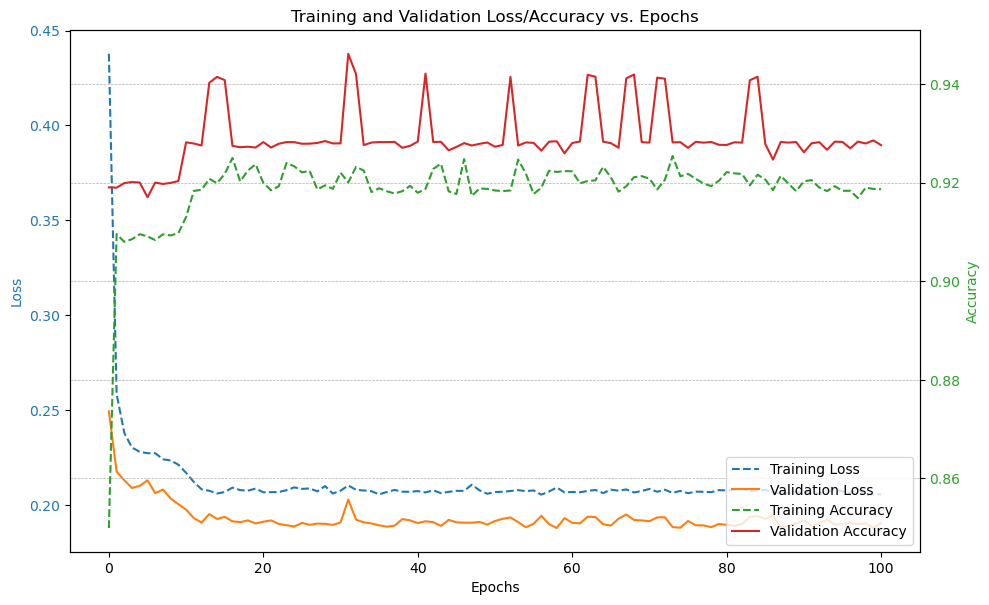 Training and Validation Loss/Accuracy vs. Epochs
0.45
0.40
0.35
0.30
0.25
0.20
Loss
0.94
0.92
0.90
0.88
0.86
Accuracy
Training Loss
Validation Loss
Training Accuracy
Validation Accuracy
0 20 40 60 80 100
Epochs